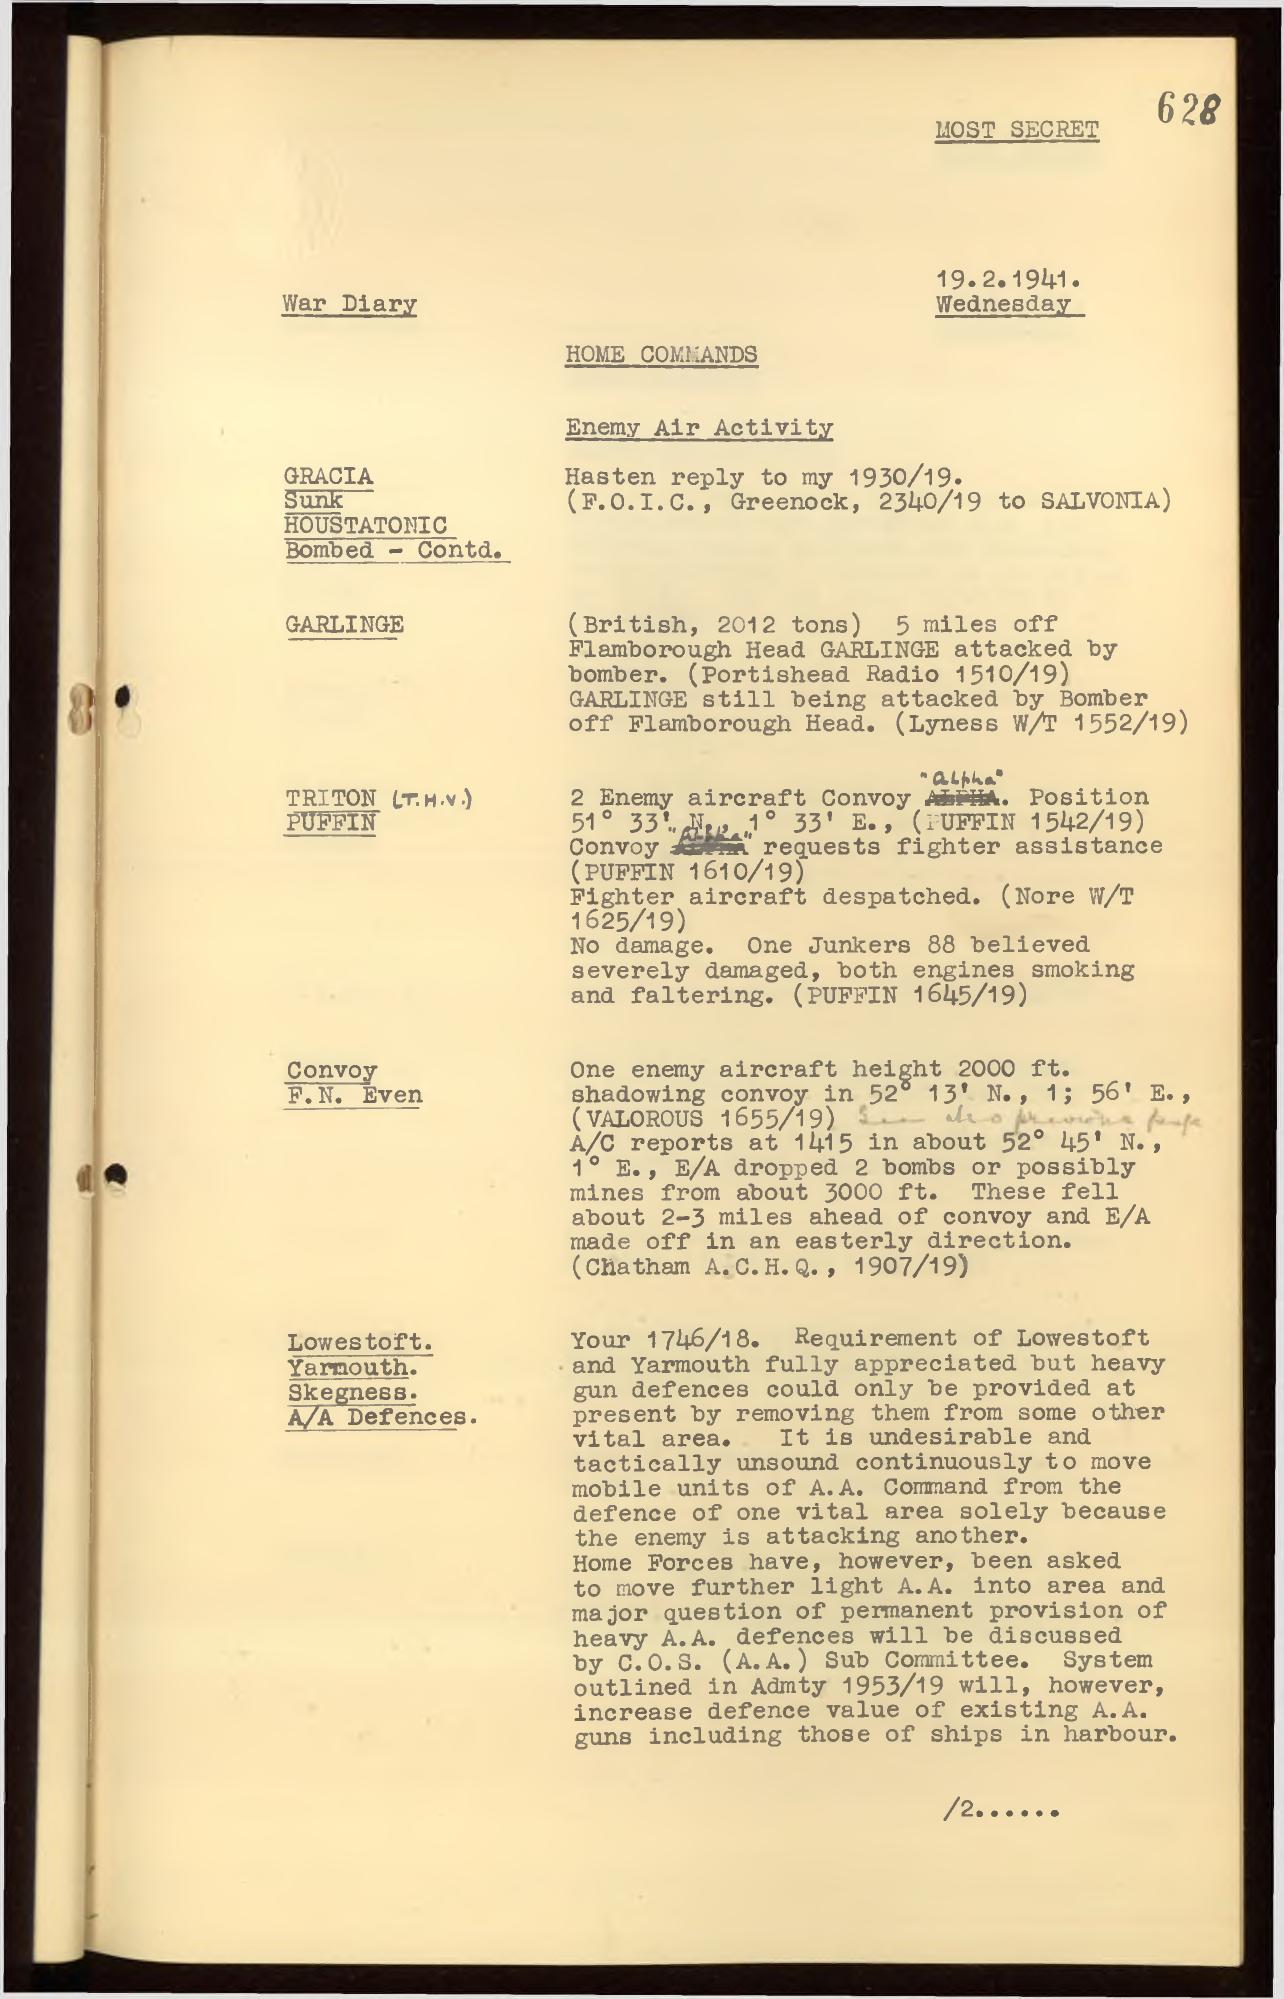 628
MOST SECRET
19.2.1941.
War Diary
Wednesday
HOME COMMANDS
Enemy Air Activity
GRACIA
Sunk
HOUSTATONIC
Bombed - Contd.
Hasten reply to my 1930/19.
(F.O.I.C., Greenock, 2340/19 to SALVONIA)
GARLINGE
(British, 2012 tons) 5 miles off
Flamborough Head GARLINGE attacked by
bomber. (Portishead Radio 1510/19)
GARLINGE still being attacked by Bomber
off Flamborough Head. (Lyness W/T 1552/19)
TRITON (T.H.V.)
PUFFIN
"Alpha"
2 Enemy aircraft Convoy ALPHA. Position
51° 33'. N., 1° 33' E., (PUFFIN 1542/19)
"Alpha"
Convoy requests fighter assistance
(PUFFIN 1610/19)
Fighter aircraft despatched. (Nore W/T
1625/19)
No damage. One Junkers 88 believed
severely damaged, both engines smoking
and faltering. (PUFFIN 1645/19)
Convoy
F.N. Even
One enemy aircraft height 2000 ft.
shadowing convoy in 52° 13' N., 1; 56' E.,
(VALOROUS 1655/19) See also previous page
A/C reports at 1415 in about 52° 45' N.,
1° E., E/A dropped 2 bombs or possibly
mines from about 3000 ft. These fell
about 2-3 miles ahead of convoy and E/A
made off in an easterly direction.
(Chatham A.C.H.Q., 1907/19)
Lowestoft.
Yarmouth.
Skegness.
A/A Defences.
Your 1746/18. Requirement of Lowestoft
and Yarmouth fully appreciated but heavy
gun defences could only be provided at
present by removing them from some other
vital area. It is undesirable and
tactically unsound continuously to move
mobile units of A.A. Command from the
defence of one vital area solely because
the enemy is attacking another.
Home Forces have, however, been asked
to move further light A.A. into area and
major question of permanent provision of
heavy A.A. defences will be discussed
by C.O.S. (A.A.) Sub Committee. System
outlined in Admty 1953/19 will, however,
increase defence value of existing A.A.
guns including those of ships in harbour.
/2......